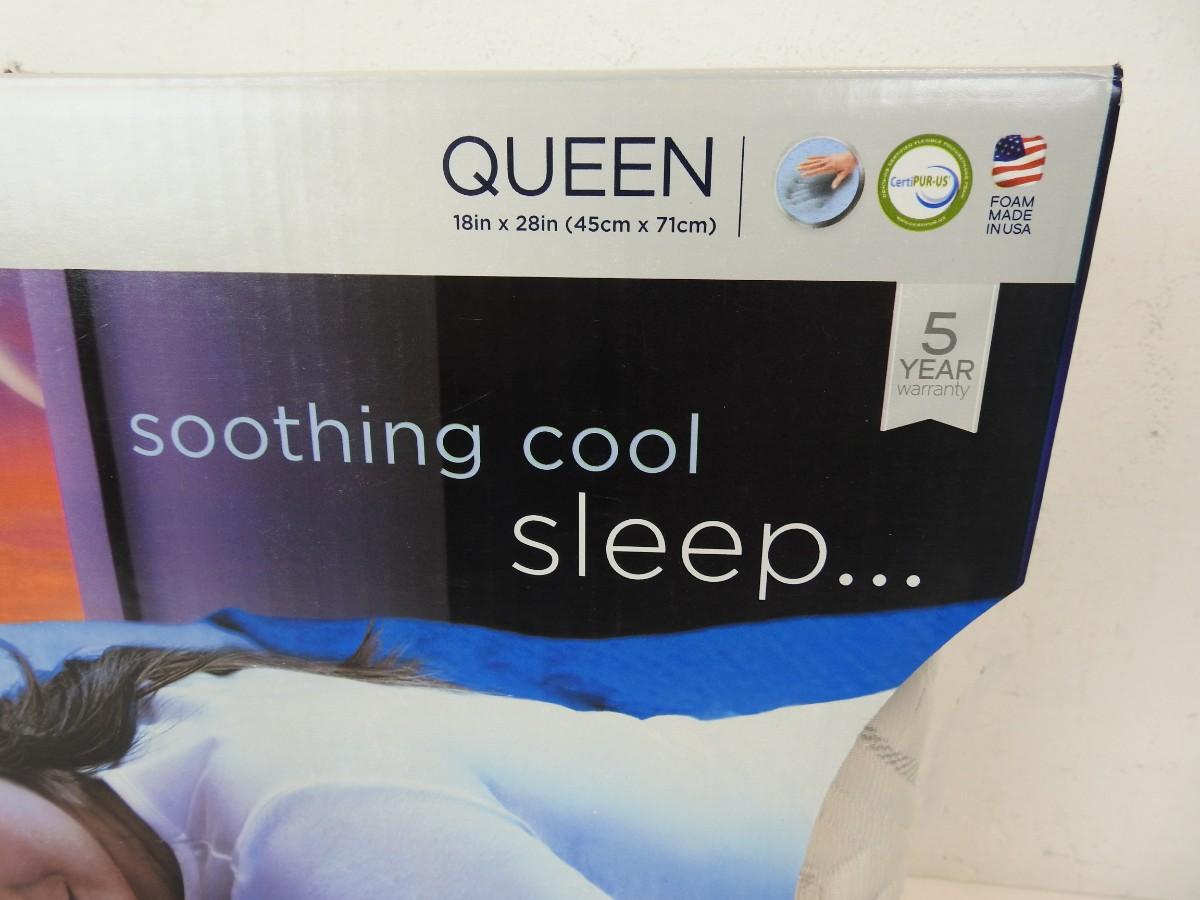 QUEEN
18in x 28in (45cm x 71cm)
CertiPUR-US®
FOAM
MADE
IN USA
5
YEAR
warranty
soothing cool
sleep...